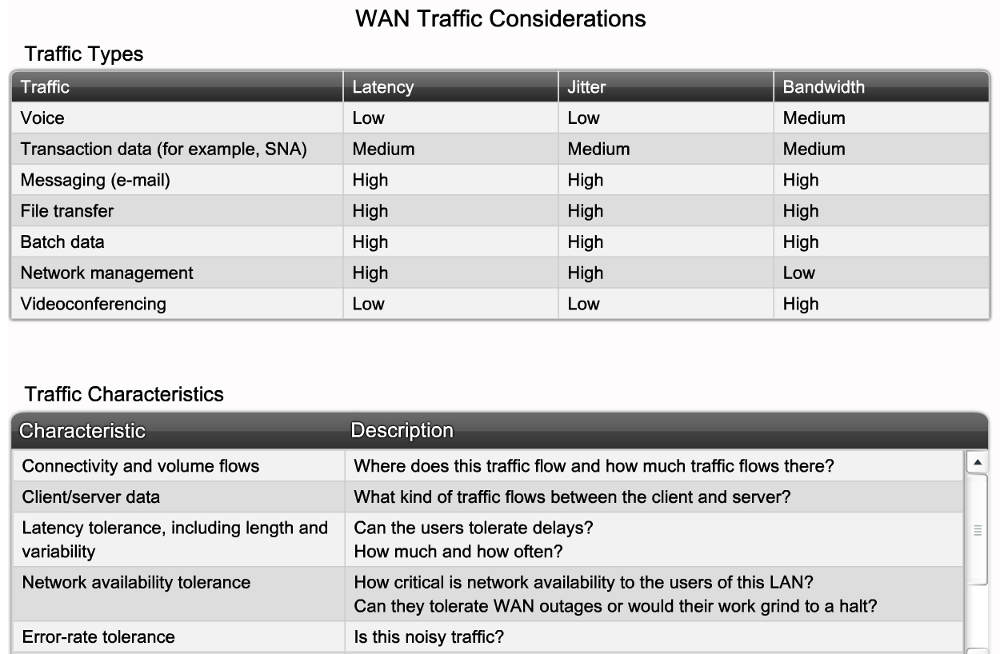 WAN Traffic Considerations
Traffic Types
Traffic Latency Jitter Bandwidth
Voice Low Low Medium
Transaction data (for example, SNA) Medium Medium Medium
Messaging (e-mail) High High High
File transfer High High High
Batch data High High High
Network management High High Low
Videoconferencing Low Low High
Traffic Characteristics
Characteristic Description
Connectivity and volume flows Where does this traffic flow and how much traffic flows there?
Client/server data What kind of traffic flows between the client and server?
Latency tolerance, including length and Can the users tolerate delays?
variability How much and how often?
Network availability tolerance How critical is network availability to the users of this LAN?
Can they tolerate WAN outages or would their work grind to a halt?
Error-rate tolerance Is this noisy traffic?